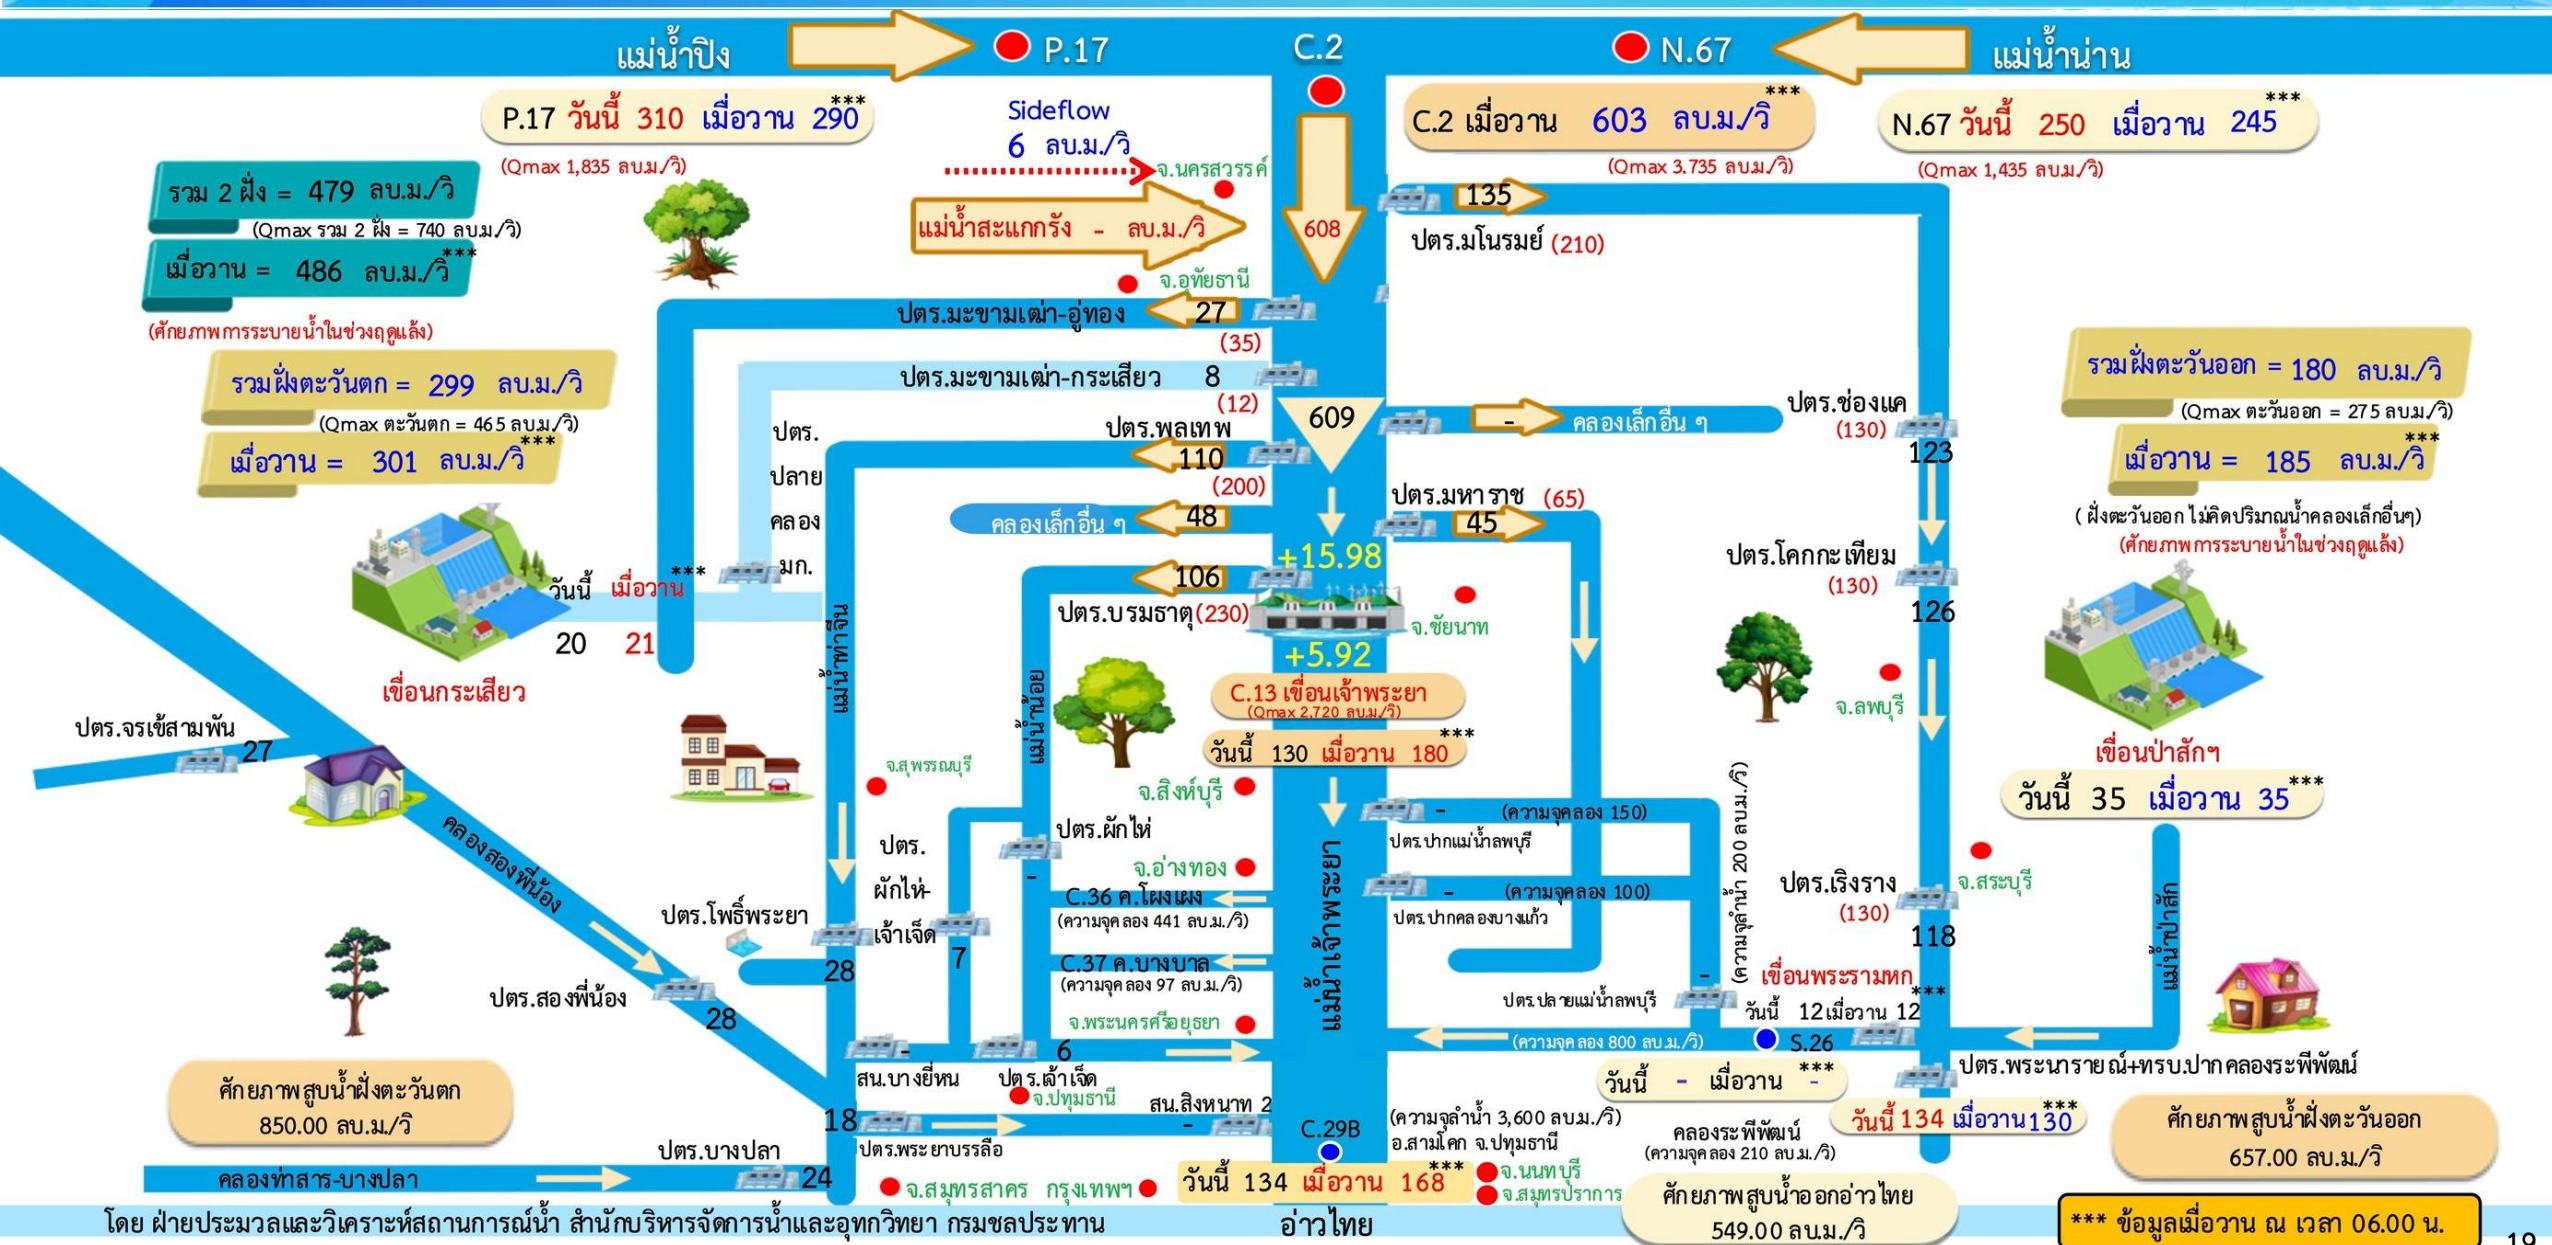 แม่น้ำปิง
P.17
C.2
N.67
แม่น้ำน่าน
P.17 วันนี้ 310 เมื่อวาน 290***
(Qmax 1,835 ลบ.ม./วิ)
Sideflow
6 ลบ.ม./วิ
C.2 เมื่อวาน 603 ลบ.ม./วิ***
(Qmax 3,735 ลบ.ม./วิ)
N.67 วันนี้ 250 เมื่อวาน 245***
(Qmax 1,435 ลบ.ม./วิ)
รวม 2 ฝั่ง = 479 ลบ.ม./วิ
(Qmax รวม 2 ฝั่ง = 740 ลบ.ม./วิ)
เมื่อวาน = 486 ลบ.ม./วิ***
(ศักยภาพการระบายน้ำในช่วงฤดูแล้ง)
จ.นครสวรรค์
แม่น้ำสะแกกรัง - ลบ.ม./วิ
608
135
ปตร.มโนรมย์ (210)
จ.อุทัยธานี
ปตร.มะขามเฒ่า-อู่ทอง 27
(35)
ปตร.มะขามเฒ่า-กระเสียว 8
(12)
รวมฝั่งตะวันตก = 299 ลบ.ม./วิ
(Qmax ตะวันตก = 465 ลบ.ม./วิ)
เมื่อวาน = 301 ลบ.ม./วิ***
รวมฝั่งตะวันออก = 180 ลบ.ม./วิ
(Qmax ตะวันออก = 275 ลบ.ม./วิ)
เมื่อวาน = 185 ลบ.ม./วิ***
( ฝั่งตะวันออก ไม่คิดปริมาณน้ำคลองเล็กอื่นๆ)
(ศักยภาพการระบายน้ำในช่วงฤดูแล้ง)
609
- คลองเล็กอื่น ๆ
ปตร.ช่องแค
(130)
123
ปตร.
ปลาย
คลอง
มก.
ปตร.พลเทพ
110
(200)
คลองเล็กอื่น ๆ 48
ปตร.มหาราช (65)
45
+15.98
106
ปตร.บรมธาตุ(230)
จ.ชัยนาท
+5.92
ปตร.โคกกะเทียม
(130)
126
วันนี้ เมื่อวาน***
20 21
เขื่อนกระเสียว
แม่น้ำท่าจีน
แม่น้ำน้อย
C.13 เขื่อนเจ้าพระยา
(Qmax 2,720 ลบ.ม./วิ)
วันนี้ 130 เมื่อวาน 180***
จ.ลพบุรี
เขื่อนป่าสักฯ
วันนี้ 35 เมื่อวาน 35***
ปตร.จรเข้สามพัน
27
คลองสองพี่น้อง
จ.สุพรรณบุรี
จ.สิงห์บุรี
- (ความจุคลอง 150)
ปตร.ปากแม่น้ำลพบุรี
(ความจุลำน้ำ 200 ลบ.ม./วิ)
ปตร.ผักไห่
-
ปตร.
ผักไห่-
เจ้าเจ็ด
7
จ.อ่างทอง
C.36 ค.โผงเผง
(ความจุคลอง 441 ลบ.ม./วิ)
แม่น้ำเจ้าพระยา
- (ความจุคลอง 100)
ปตร.ปากคลองบางแก้ว
ปตร.เริงราง
(130)
118
จ.สระบุรี
แม่น้ำป่าสัก
ปตร.โพธิ์พระยา
28
C.37 ค.บางบาล
(ความจุคลอง 97 ลบ.ม./วิ)
ปตร.สองพี่น้อง
28
จ.พระนครศรีอยุธยา
ปตร.ปลายแม่น้ำลพบุรี
-
เขื่อนพระรามหก
วันนี้ 12เมื่อวาน 12***
(ความจุคลอง 800 ลบ.ม./วิ)
S.26
-
สน.บางยี่หน
6
ปตร.เจ้าเจ็ด
วันนี้ - เมื่อวาน -***
ปตร.พระนารายณ์+ทรบ.ปากคลองระพีพัฒน์
วันนี้ 134 เมื่อวาน130***
คลองระพีพัฒน์
(ความจุคลอง 210 ลบ.ม./วิ)
ศักยภาพสูบน้ำฝั่งตะวันตก
850.00 ลบ.ม./วิ
จ.ปทุมธานี
สน.สิงหนาท 2
-
18
ปตร.พระยาบรรลือ
C.29B
(ความจุลำน้ำ 3,600 ลบ.ม./วิ)
อ.สามโคก จ.ปทุมธานี
ศักยภาพสูบน้ำฝั่งตะวันออก
657.00 ลบ.ม./วิ
ปตร.บางปลา
คลองท่าสาร-บางปลา
24
จ.สมุทรสาคร กรุงเทพฯ
วันนี้ 134 เมื่อวาน 168***
จ.นนทบุรี
จ.สมุทรปราการ
ศักยภาพสูบน้ำออกอ่าวไทย
549.00 ลบ.ม./วิ
โดย ฝ่ายประมวลและวิเคราะห์สถานการณ์น้ำ สำนักบริหารจัดการน้ำและอุทกวิทยา กรมชลประทาน
อ่าวไทย
*** ข้อมูลเมื่อวาน ณ เวลา 06.00 น.
19